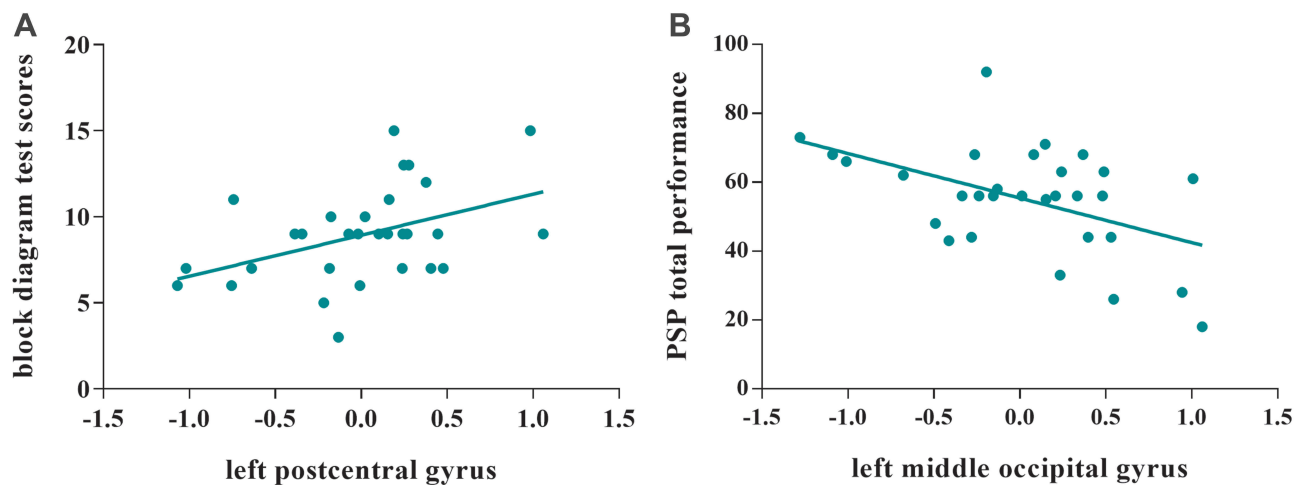 A
block diagram test scores
20
15
10
5
0
-1.5 -1.0 -0.5 0.0 0.5 1.0 1.5
left postcentral gyrus
B
PSP total performance
100
80
60
40
20
0
-1.5 -1.0 -0.5 0.0 0.5 1.0 1.5
left middle occipital gyrus